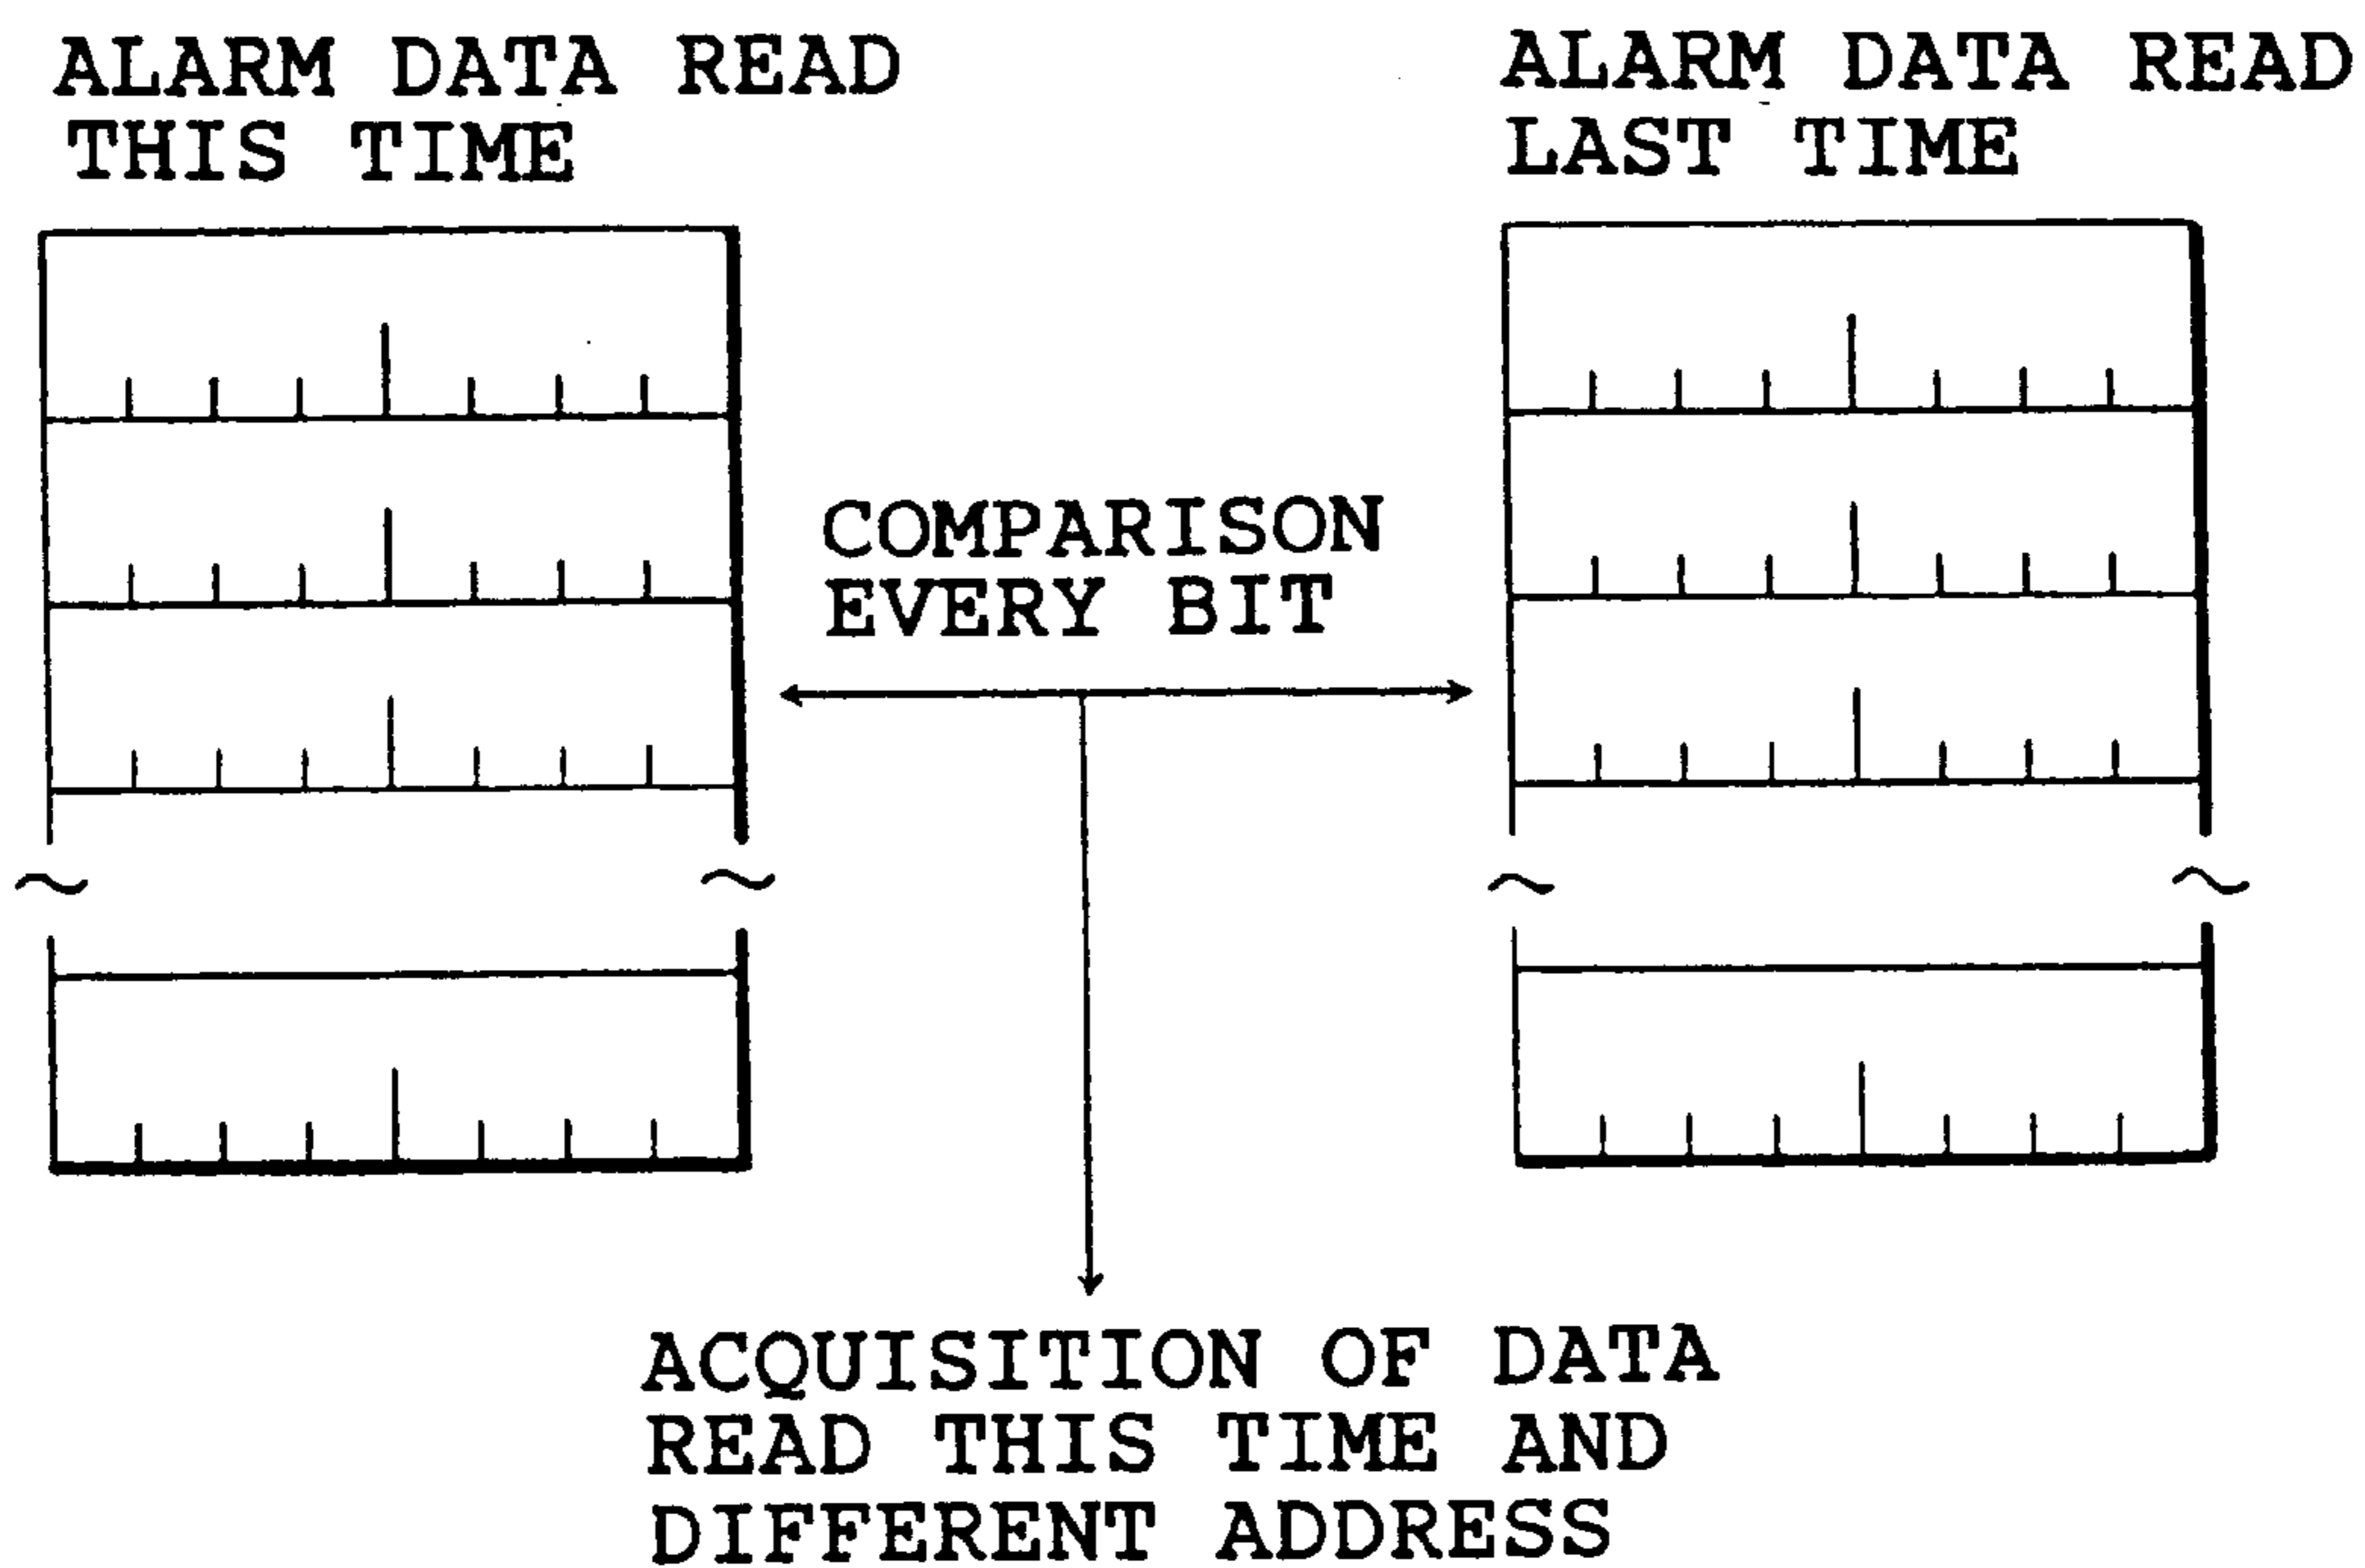 ALARM DATA READ
THIS TIME
ALARM DATA READ
LAST TIME
COMPARISON
EVERY BIT
ACQUISITION OF DATA
READ THIS TIME AND
DIFFERENT ADDRESS